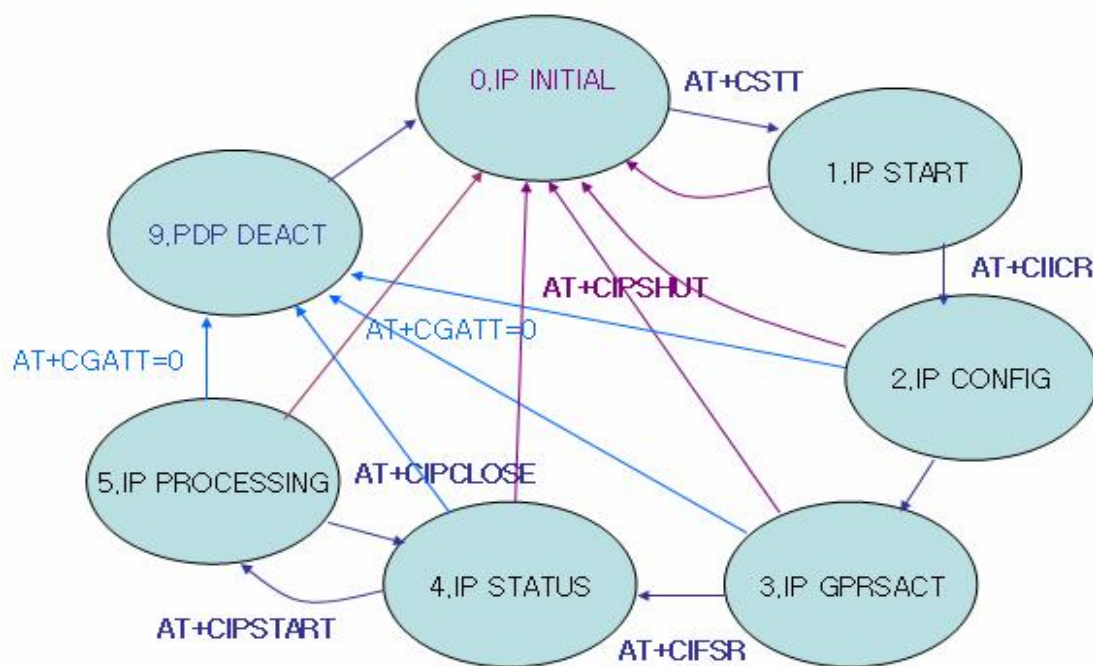 0,IP INITIAL
AT+CSTT
1,IP START
9,PDP DEACT
AT+CIICR
AT+CIPSHUT
AT+CGATT=0
AT+CGATT=0
2,IP CONFIG
5,IP PROCESSING
AT+CIPCLOSE
4,IP STATUS
3,IP GPRSACT
AT+CIPSTART
AT+CIFSR